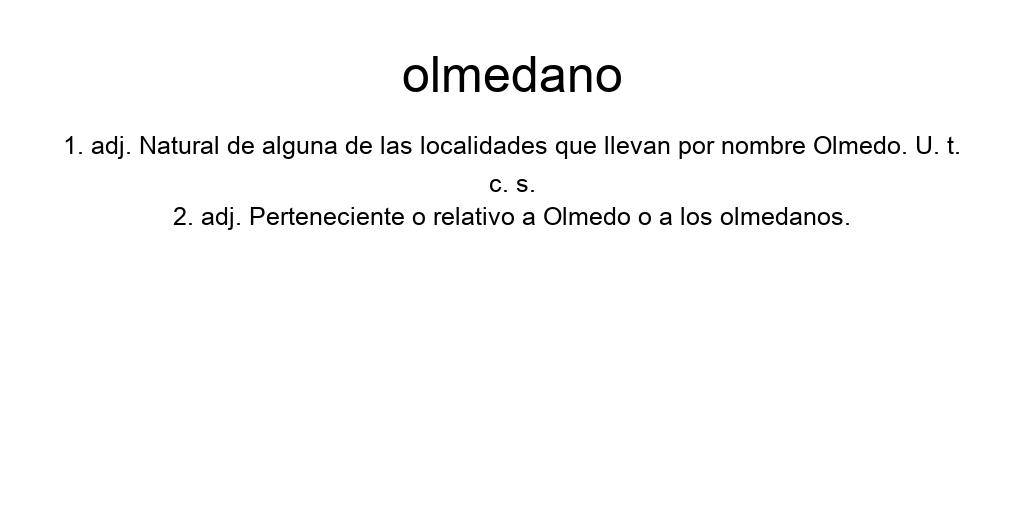 olmedano
1. adj. Natural de alguna de las localidades que llevan por nombre Olmedo. U. t.
c. s.
2. adj. Perteneciente o relativo a Olmedo o a los olmedanos.